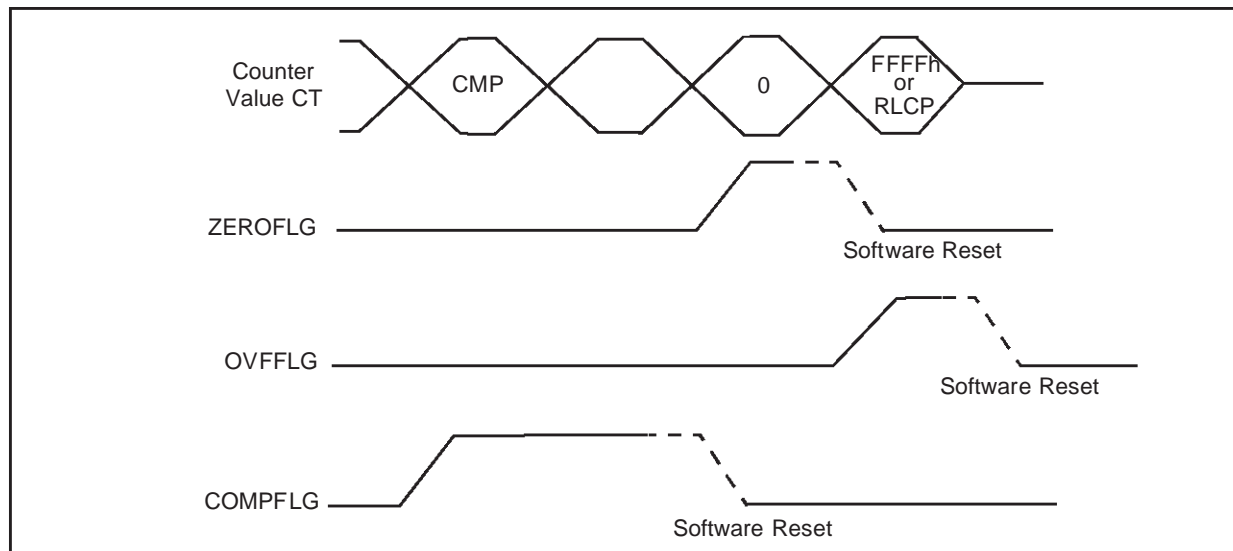 Counter
Value CT
CMP
0
FFFFh
or
RLCP
ZEROFLG
Software Reset
OVFFLG
Software Reset
COMPFLG
Software Reset